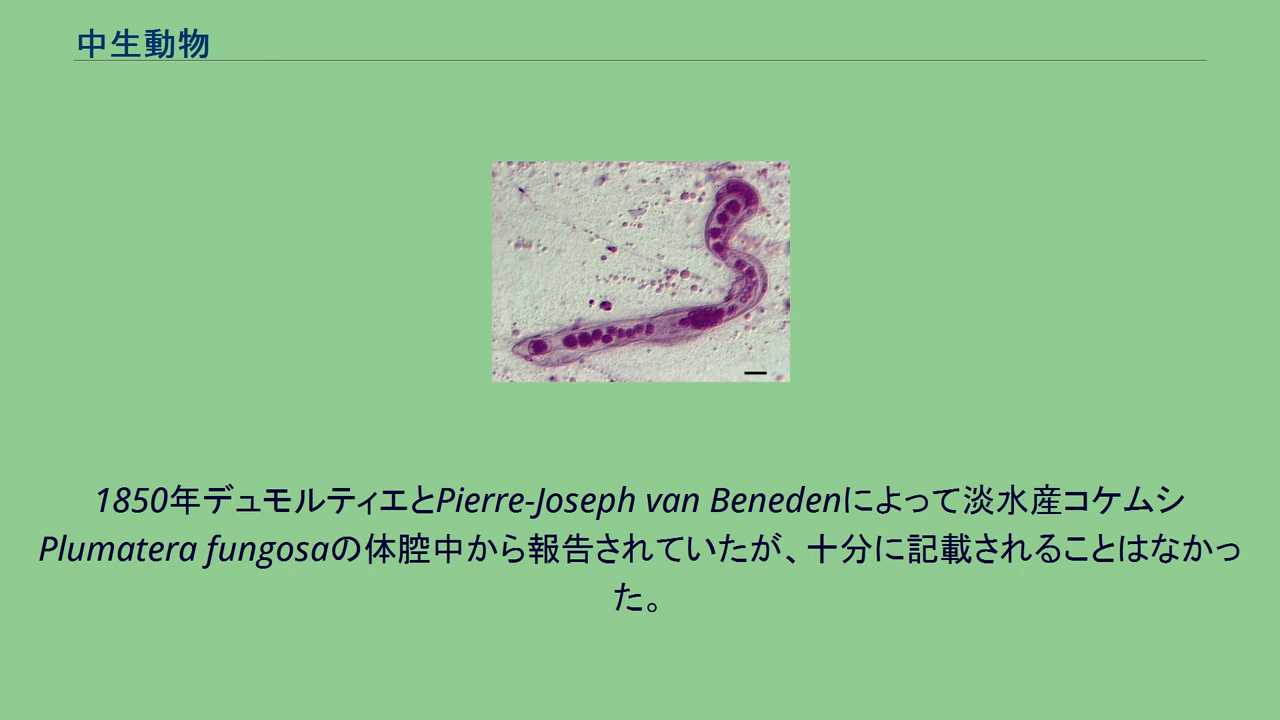 中生動物
1850年デュモルティエとPierre-Joseph van Benedenによって淡水産コケムシ
Plumatera fungosaの体腔中から報告されていたが、十分に記載されることはなかっ
た。